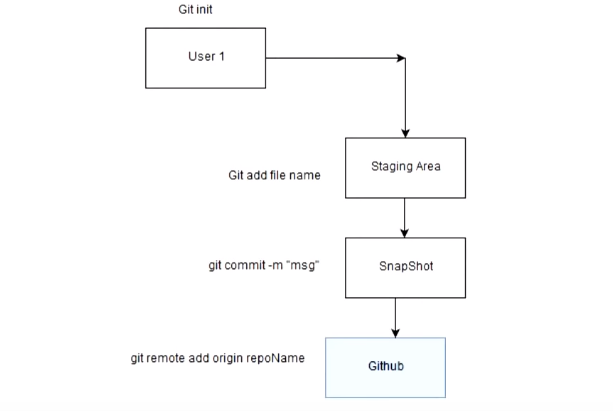 Git init
User 1
Staging Area
Git add file name
git commit -m "msg"
SnapShot
git remote add origin repoName
Github